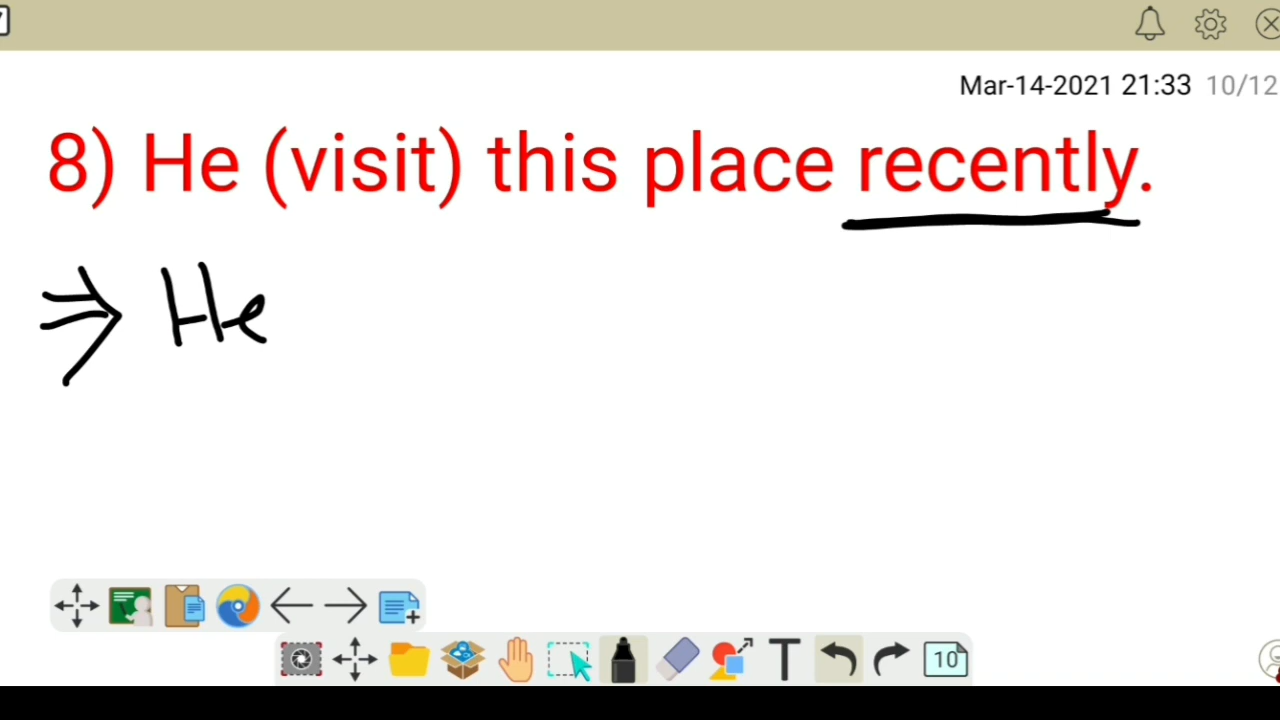 Mar-14-2021 21:33 10/12
8) He (visit) this place recently.
⇒ He
10